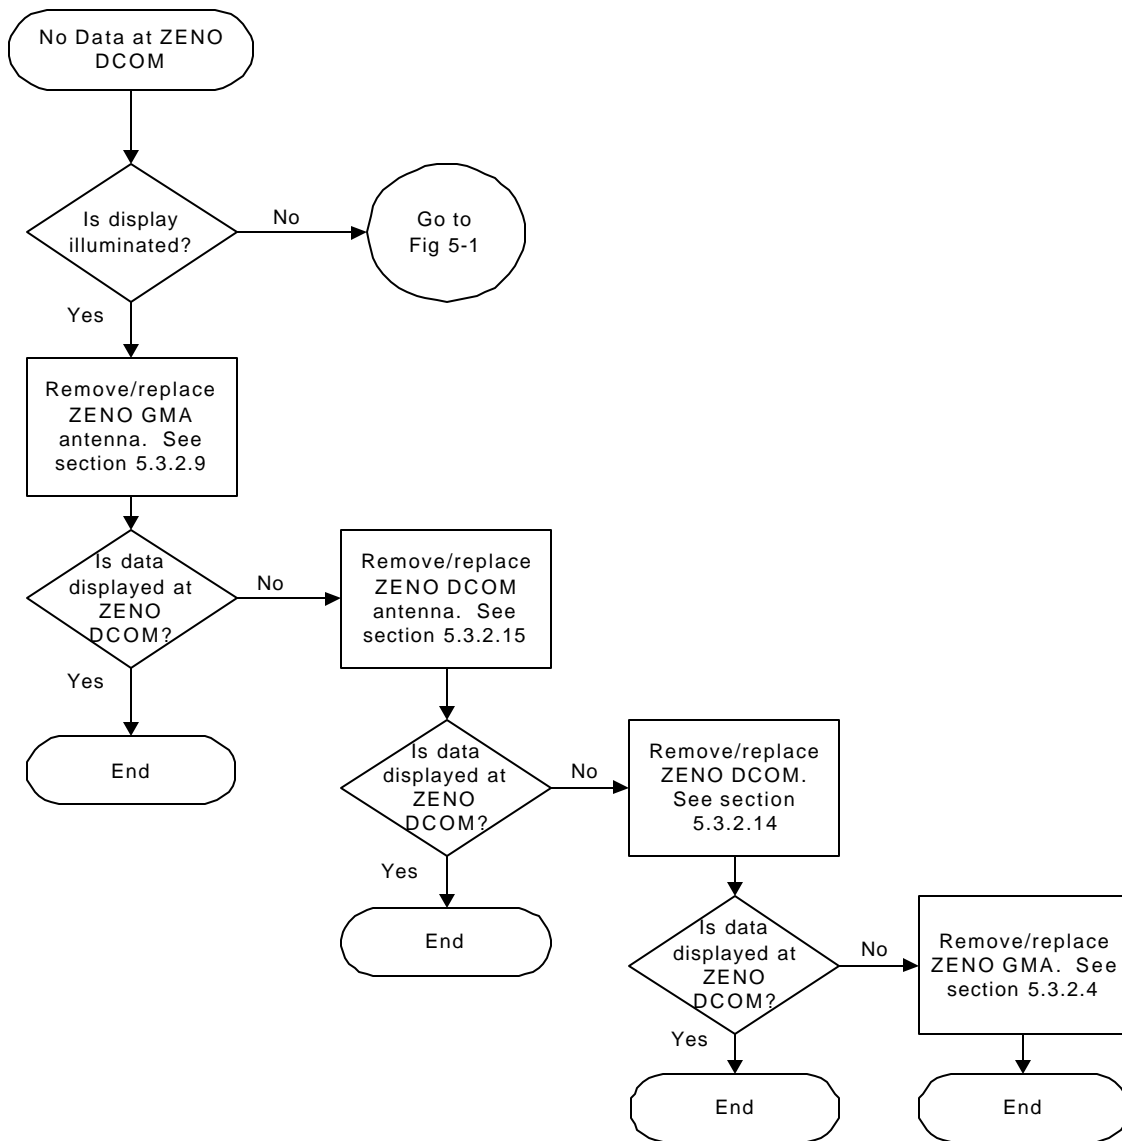 No Data at ZENO
DCOM
Is display
illuminated?
No
Go to
Fig 5-1
Yes
Remove/replace
ZENO GMA
antenna. See
section 5.3.2.9
Is data
displayed at
ZENO
DCOM?
No
Remove/replace
ZENO DCOM
antenna. See
section 5.3.2.15
Yes
End
Is data
displayed at
ZENO
DCOM?
No
Remove/replace
ZENO DCOM.
See section
5.3.2.14
Yes
End
Is data
displayed at
ZENO
DCOM?
No
Remove/replace
ZENO GMA. See
section 5.3.2.4
Yes
End
End